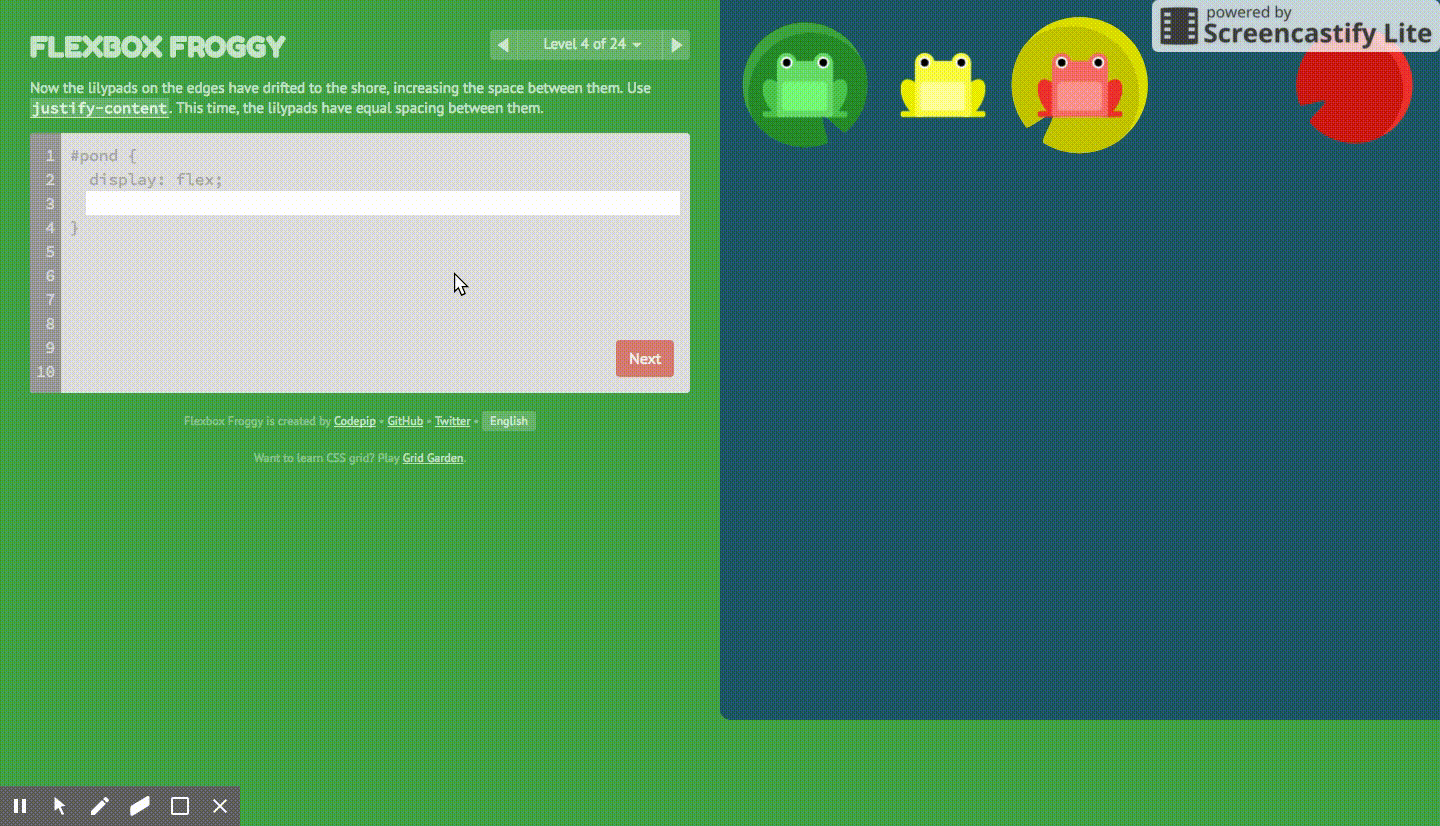 FLEXBOX FROGGY
Level 4 of 24
powered by
Screencastify Lite
Now the lilypads on the edges have drifted to the shore, increasing the space between them. Use
justify-content. This time, the lilypads have equal spacing between them.
1 #pond {
2 display: flex;
3
4 }
5
6
7
8
9
10
Next
Flexbox Froggy is created by Codepip • GitHub • Twitter • English
Want to learn CSS grid? Play Grid Garden.